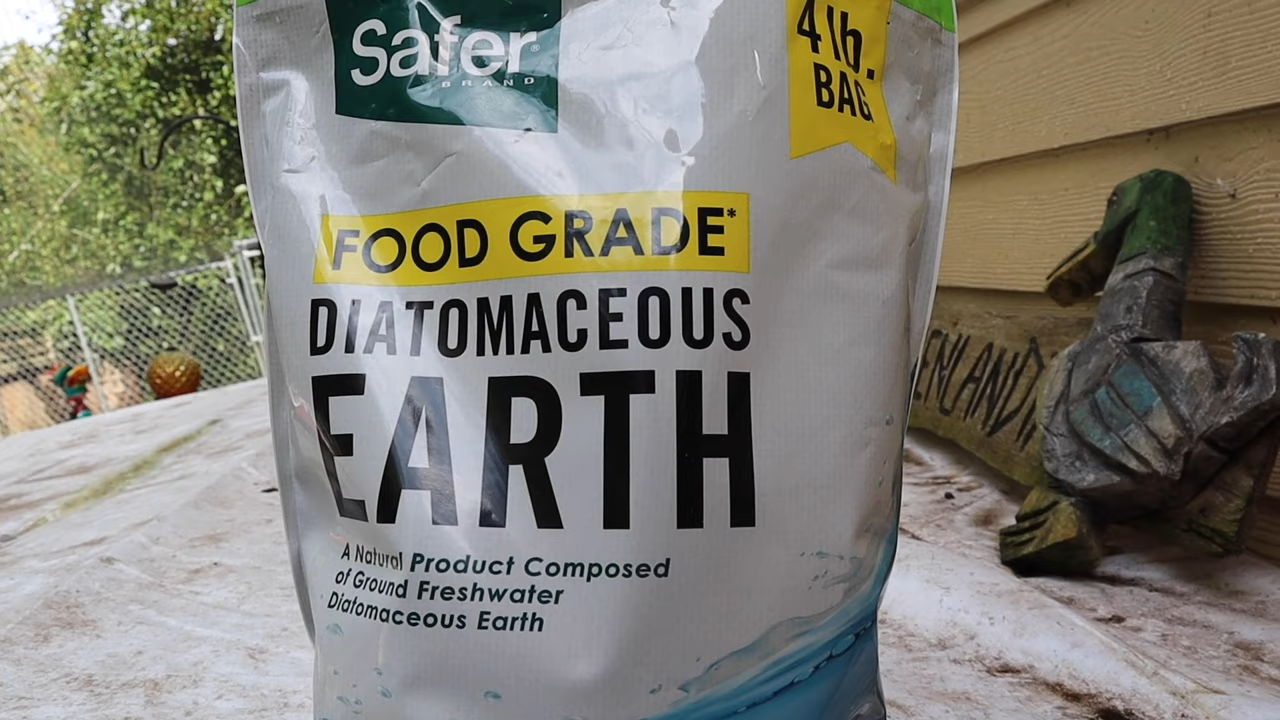 Safer®
BRAND
4 lb.
BAG
FOOD GRADE*
DIATOMACEOUS
EARTH
A Natural Product Composed
of Ground Freshwater
Diatomaceous Earth